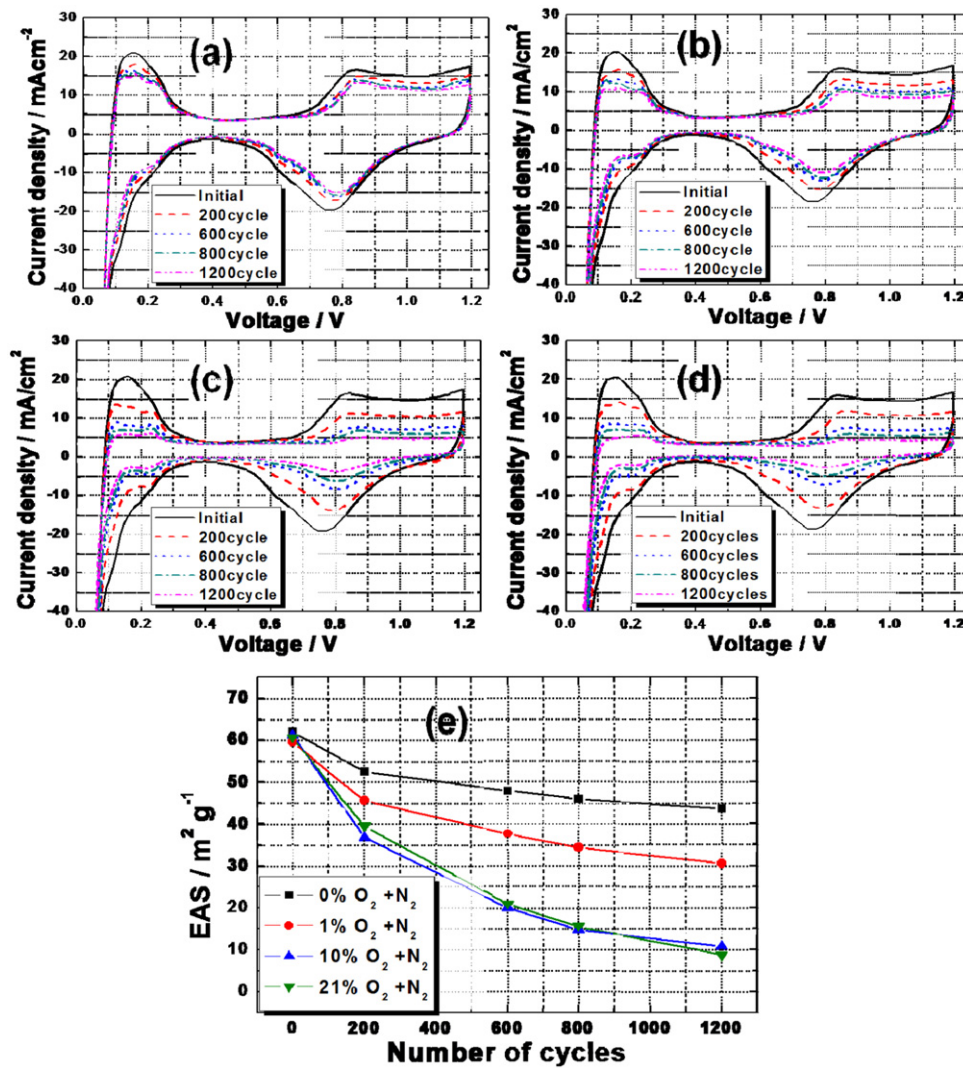 (a)
Current density / mAcm-2
30
20
10
0
-10
-20
-30
-40
0.0 0.2 0.4 0.6 0.8 1.0 1.2
Voltage / V
Initial
200cycle
600cycle
800cycle
1200cycle
(b)
Current density / mA/cm2
30
20
10
0
-10
-20
-30
-40
0.0 0.2 0.4 0.6 0.8 1.0 1.2
Voltage / V
Initial
200cycle
600cycle
800cycle
1200cycle
(c)
Current density / mA/cm2
30
20
10
0
-10
-20
-30
-40
0.0 0.2 0.4 0.6 0.8 1.0 1.2
Voltage / V
Initial
200cycle
600cycle
800cycle
1200cycle
(d)
Current density / mA/cm2
30
20
10
0
-10
-20
-30
-40
0.0 0.2 0.4 0.6 0.8 1.0 1.2
Voltage / V
Initial
200cycles
600cycles
800cycles
1200cycles
(e)
EAS / m2 g-1
70
60
50
40
30
20
10
0
0 200 400 600 800 1000 1200
Number of cycles
0% O2 +N2
1% O2 +N2
10% O2 +N2
21% O2 +N2